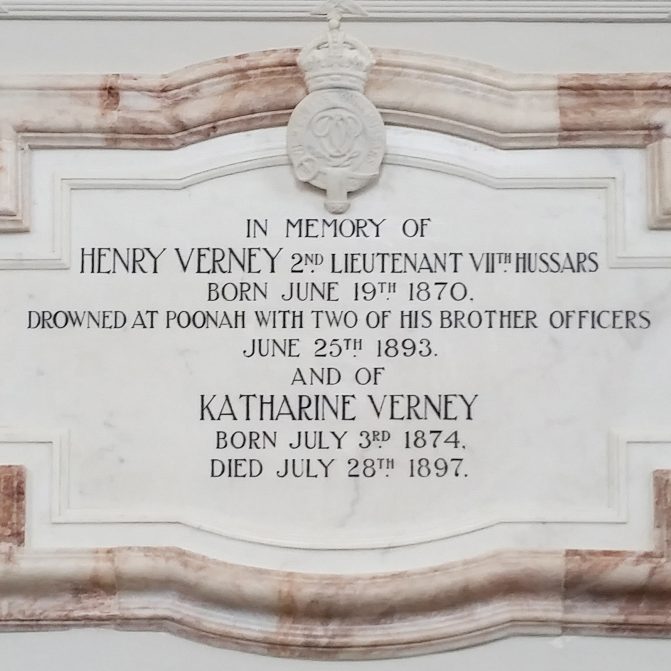 IN MEMORY OF
HENRY VERNEY 2ND LIEUTENANT VIITH HUSSARS
BORN JUNE 19TH 1870.
DROWNED AT POONAH WITH TWO OF HIS BROTHER OFFICERS
JUNE 25TH 1893.
AND OF
KATHARINE VERNEY
BORN JULY 3RD 1874,
DIED JULY 28TH 1897.